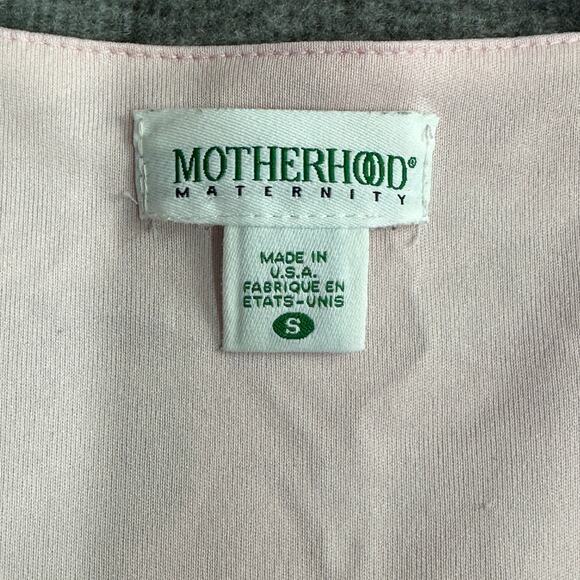 MOTHERHOOD®
MATERNITY
MADE IN
U.S.A.
FABRIQUE EN
ETATS-UNIS
S